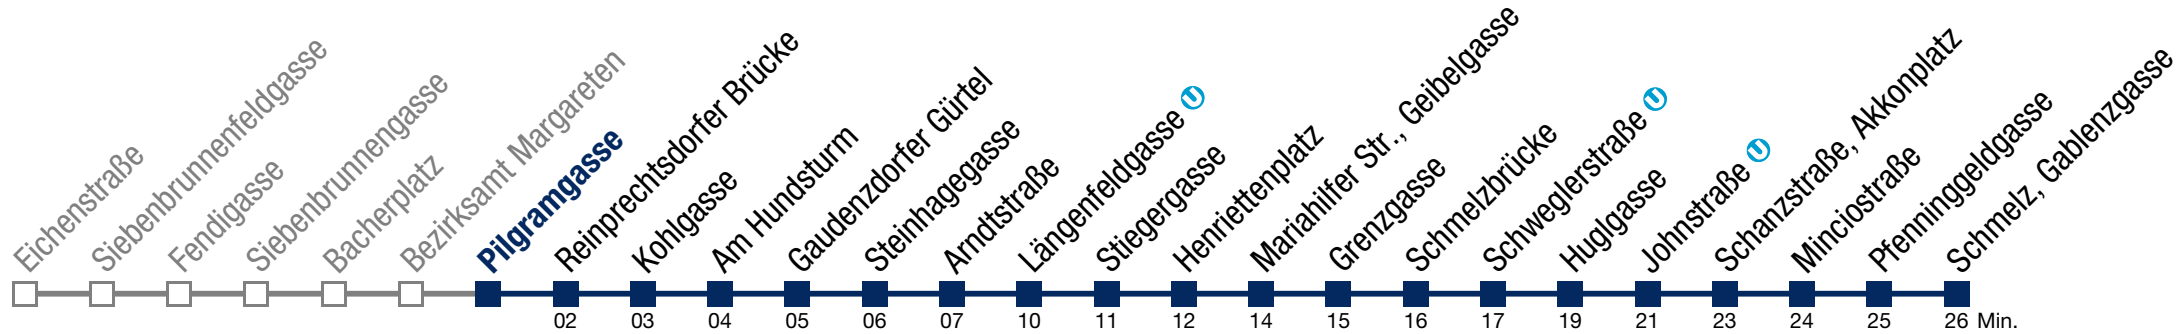 Eichenstraße
Siebenbrunnenfeldgasse
Fendigasse
Siebenbrunnengasse
Bacherplatz
Bezirksamt Margareten
Pilgramgasse
Reinprechtsdorfer Brücke
Kohlgasse
Am Hundsturm
Gaudenzdorfer Gürtel
Steinhagegasse
Arndtstraße
Längenfeldgasse U
Stiegergasse
Henriettenplatz
Mariahilfer Str., Geibelgasse
Grenzgasse
Schmelzbrücke
Schweglerstraße U
Huglgasse
Johnstraße U
Schanzstraße, Akkonplatz
Minciostraße
Pfenninggeldgasse
Schmelz, Gablenzgasse
02 03 04 05 06 07 10 11 12 14 15 16 17 19 21 23 24 25 26 Min.